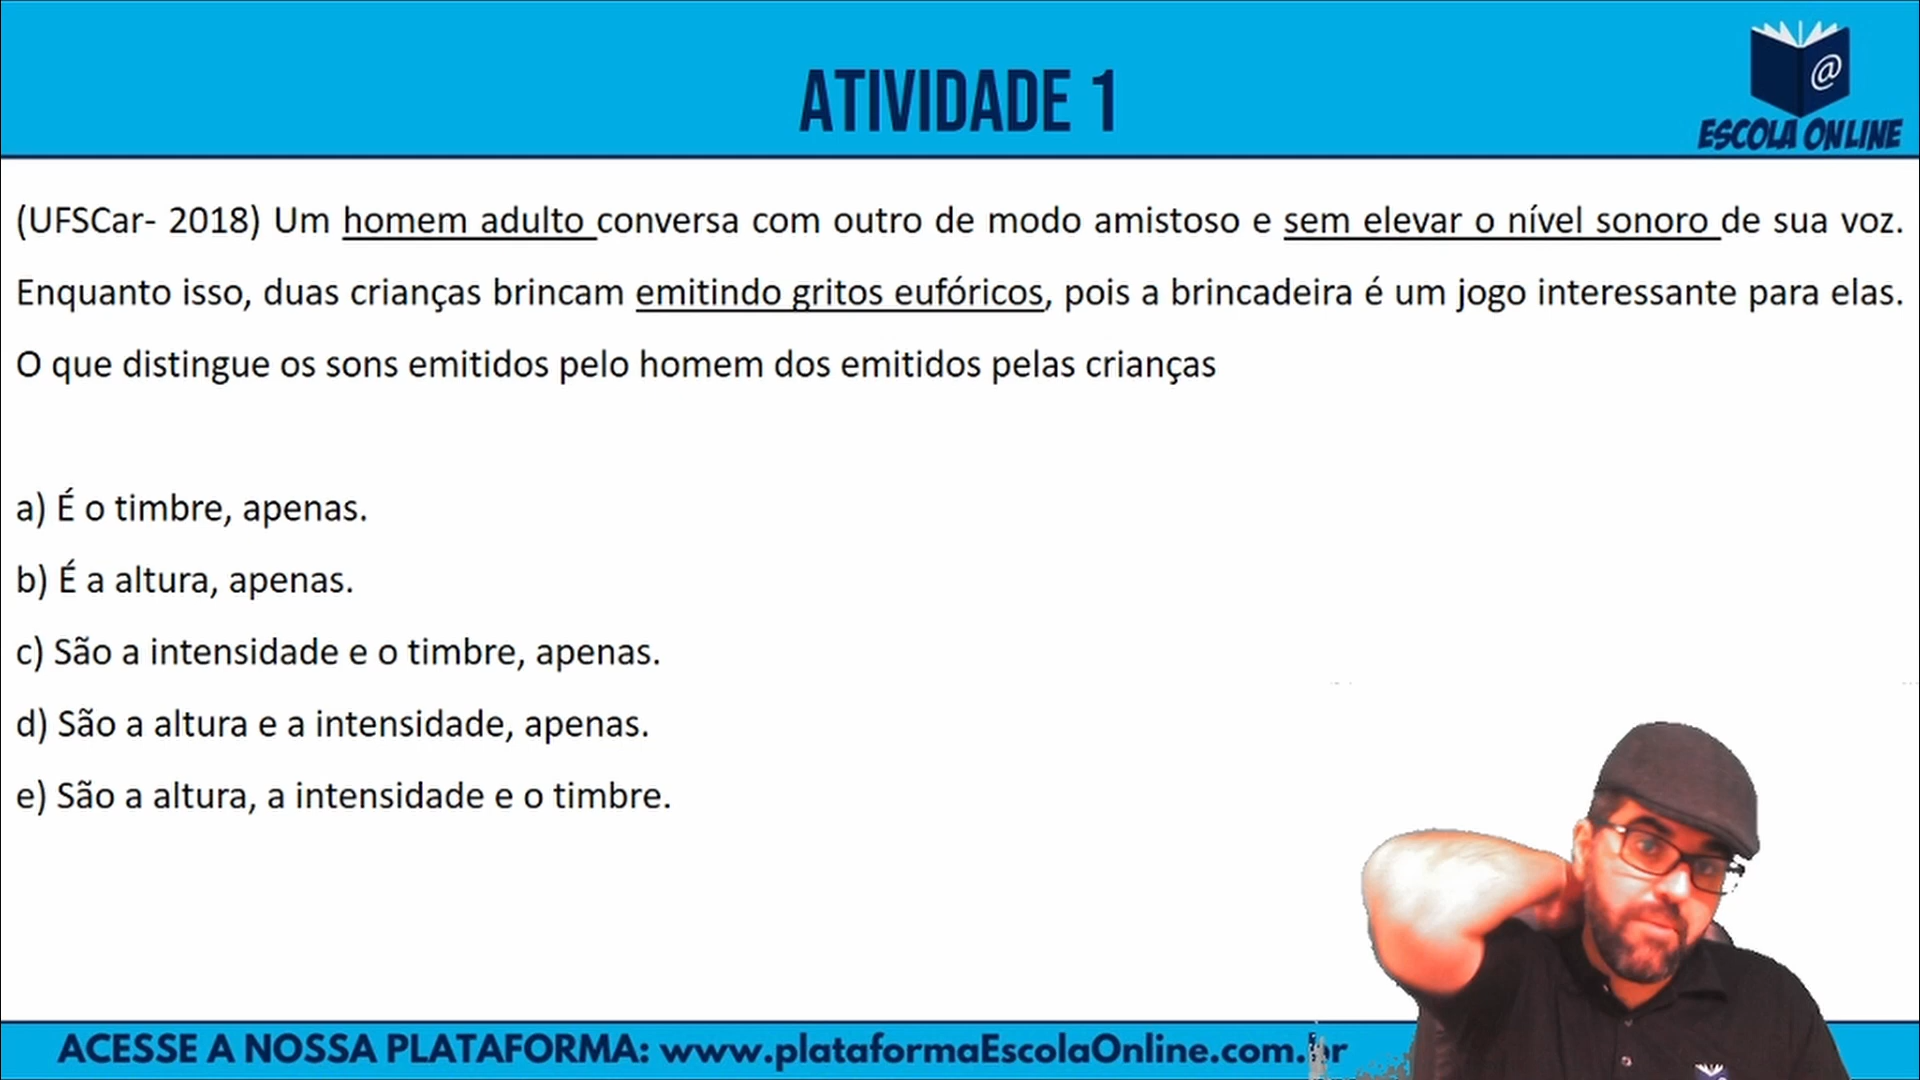 ATIVIDADE 1
@
ESCOLA ONLINE
(UFSCar- 2018) Um homem adulto conversa com outro de modo amistoso e sem elevar o nível sonoro de sua voz.
Enquanto isso, duas crianças brincam emitindo gritos eufóricos, pois a brincadeira é um jogo interessante para elas.
O que distingue os sons emitidos pelo homem dos emitidos pelas crianças
a) É o timbre, apenas.
b) É a altura, apenas.
c) São a intensidade e o timbre, apenas.
d) São a altura e a intensidade, apenas.
e) São a altura, a intensidade e o timbre.
ACESSE A NOSSA PLATAFORMA: www.plataformaEscolaOnline.com.br